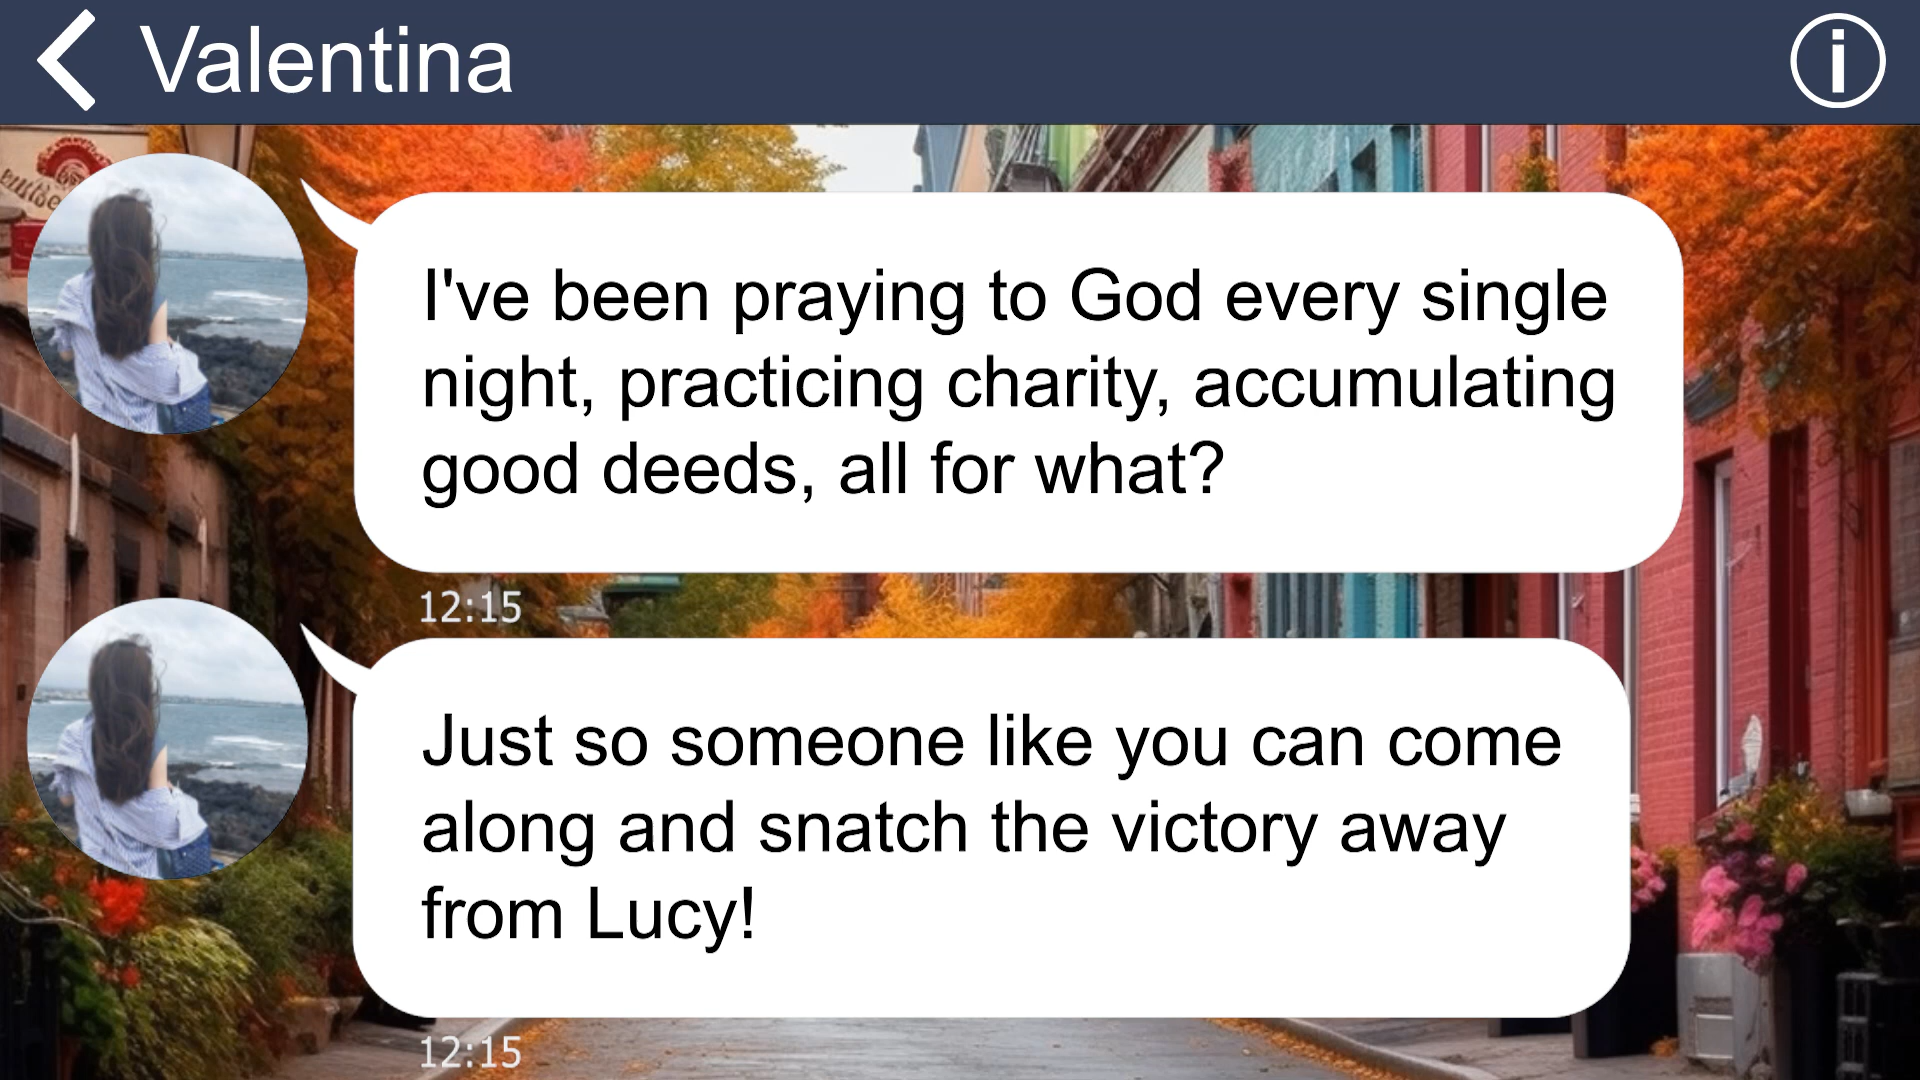 Valentina
I've been praying to God every single
night, practicing charity, accumulating
good deeds, all for what?
12:15
Just so someone like you can come
along and snatch the victory away
from Lucy!
12:15